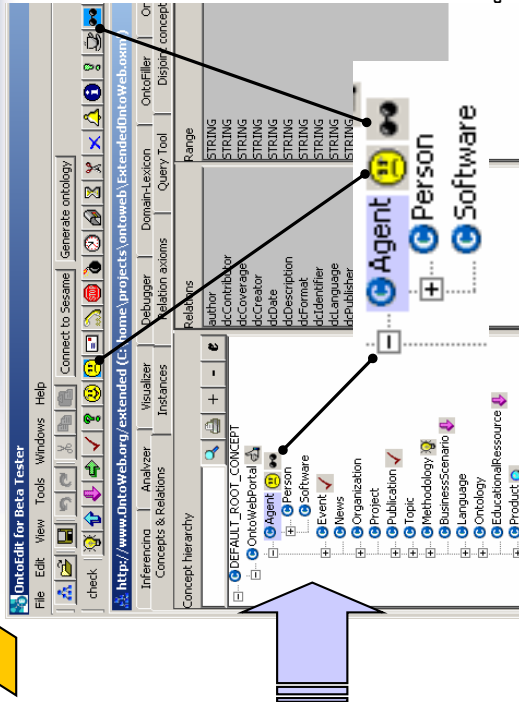 OntoEdit for Beta Tester
File Edit View Tools Windows Help
Connect to Sesame Generate ontology
check
http://www.OntoWeb.org/extended (C:\home\projects\ontoweb\ExtendedOntoWeb.oxml)
Inferencing Analyzer Visualizer Debugger Domain-Lexicon OntoFiller
Concepts & Relations Instances Relation axioms Query Tool Disjoint concept
Concept hierarchy
Relations
Range
DEFAULT_ROOT_CONCEPT
OntoWebPortal
Agent
Person
Software
Event
News
Organization
Project
Publication
Topic
Methodology
BusinessScenario
Language
Ontology
EducationalRessource
Product
author STRING
dcContributor STRING
dcCoverage STRING
dcCreator STRING
dcDate STRING
dcDescription STRING
dcFormat STRING
dcIdentifier STRING
dcLanguage STRING
dcPublisher STRING
Agent
Person
Software